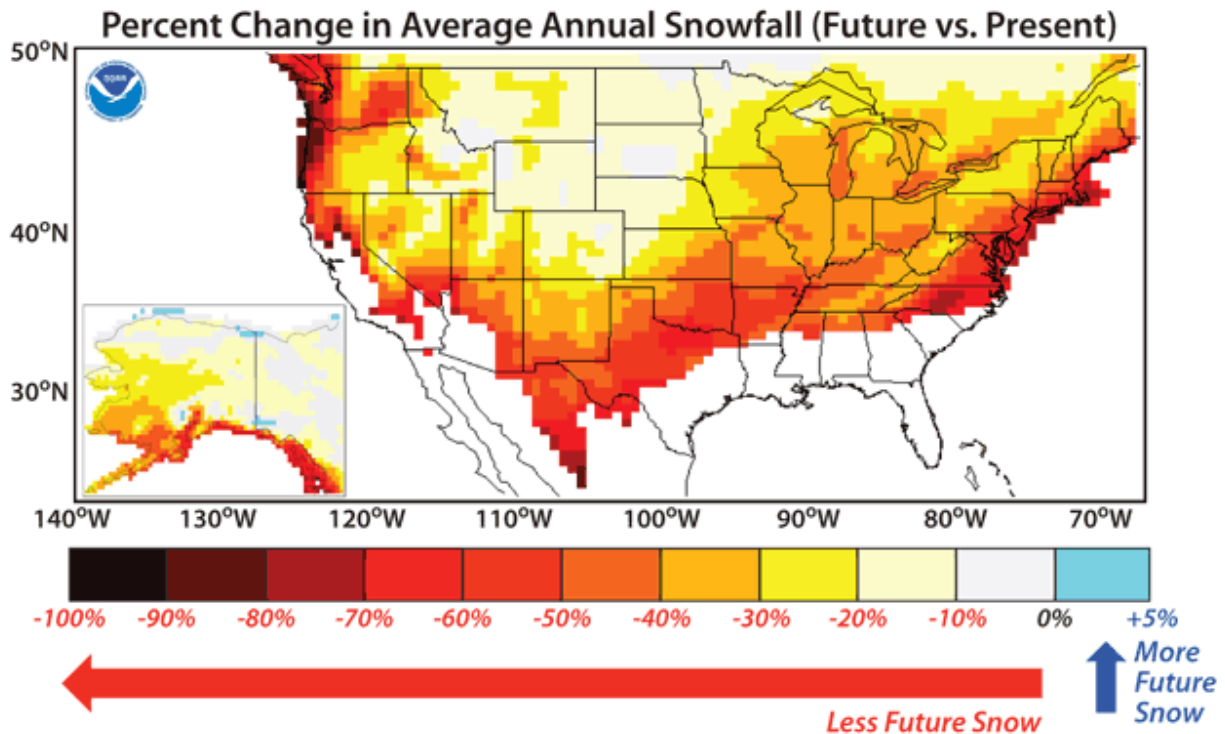 Percent Change in Average Annual Snowfall (Future vs. Present)
50°N
NOAA
40°N
30°N
140°W 130°W 120°W 110°W 100°W 90°W 80°W 70°W
-100% -90% -80% -70% -60% -50% -40% -30% -20% -10% 0% +5%
More
Future
Snow
Less Future Snow